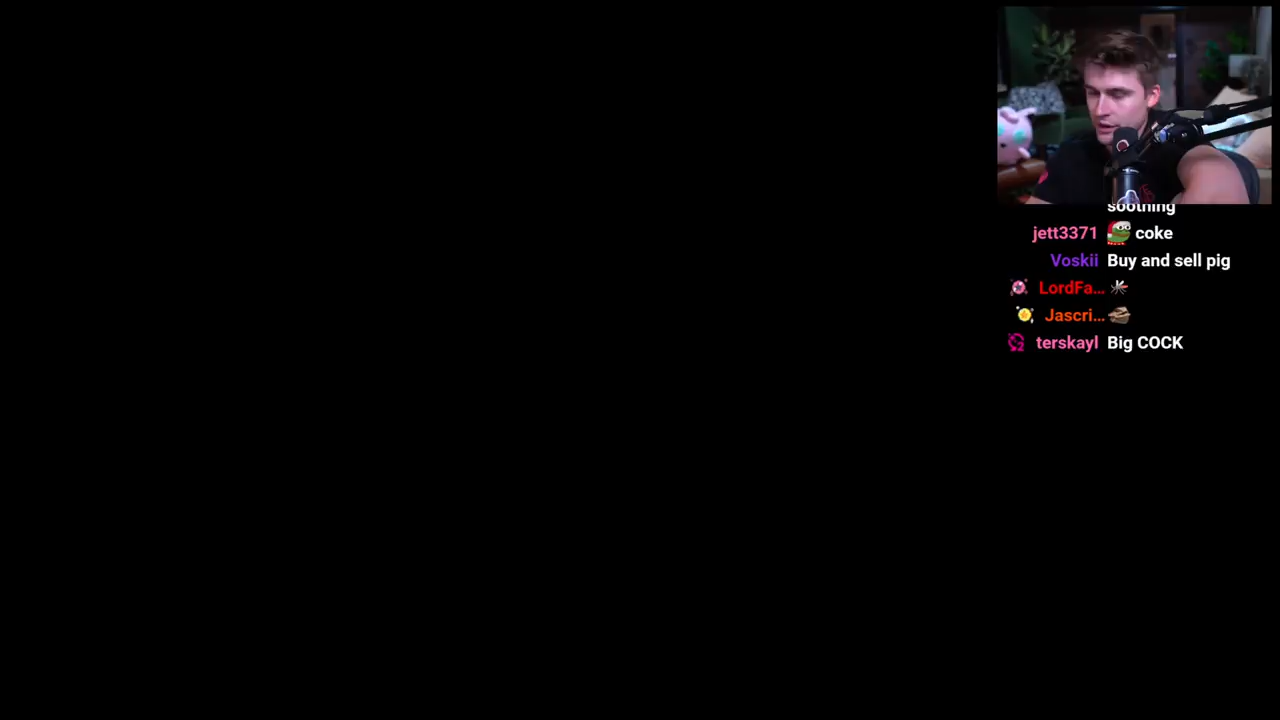 soothing
jett3371 coke
Voskii Buy and sell pig
LordFa…
Jascri…
terskayl Big COCK